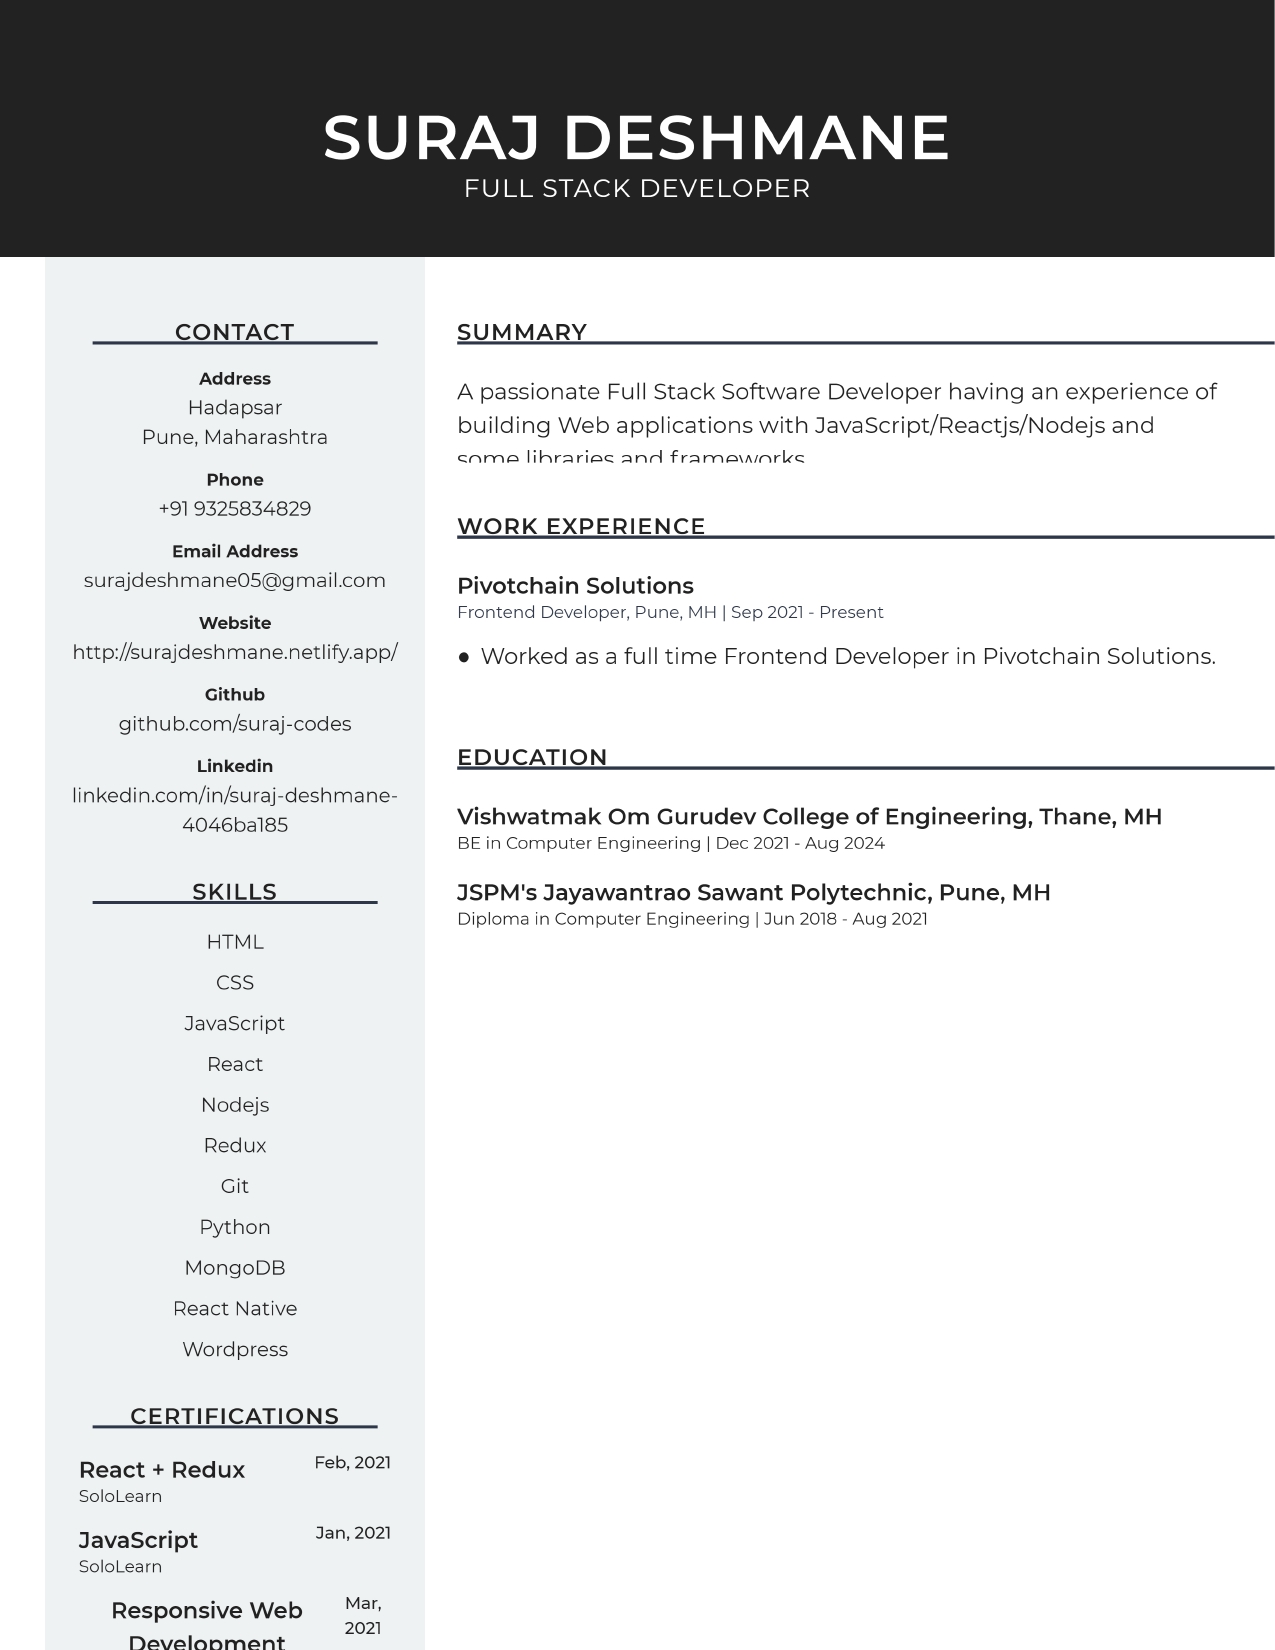 SURAJ DESHMANE
FULL STACK DEVELOPER
CONTACT
Address
Hadapsar
Pune, Maharashtra
Phone
+91 9325834829
Email Address
surajdeshmane05@gmail.com
Website
http://surajdeshmane.netlify.app/
Github
github.com/suraj-codes
Linkedin
linkedin.com/in/suraj-deshmane-
4046ba185
SKILLS
HTML
CSS
JavaScript
React
Nodejs
Redux
Git
Python
MongoDB
React Native
Wordpress
CERTIFICATIONS
React + Redux Feb, 2021
SoloLearn
JavaScript Jan, 2021
SoloLearn
Responsive Web Mar,
Development 2021
SUMMARY
A passionate Full Stack Software Developer having an experience of
building Web applications with JavaScript/Reactjs/Nodejs and
some libraries and frameworks
WORK EXPERIENCE
Pivotchain Solutions
Frontend Developer, Pune, MH | Sep 2021 - Present
● Worked as a full time Frontend Developer in Pivotchain Solutions.
EDUCATION
Vishwatmak Om Gurudev College of Engineering, Thane, MH
BE in Computer Engineering | Dec 2021 - Aug 2024
JSPM's Jayawantrao Sawant Polytechnic, Pune, MH
Diploma in Computer Engineering | Jun 2018 - Aug 2021